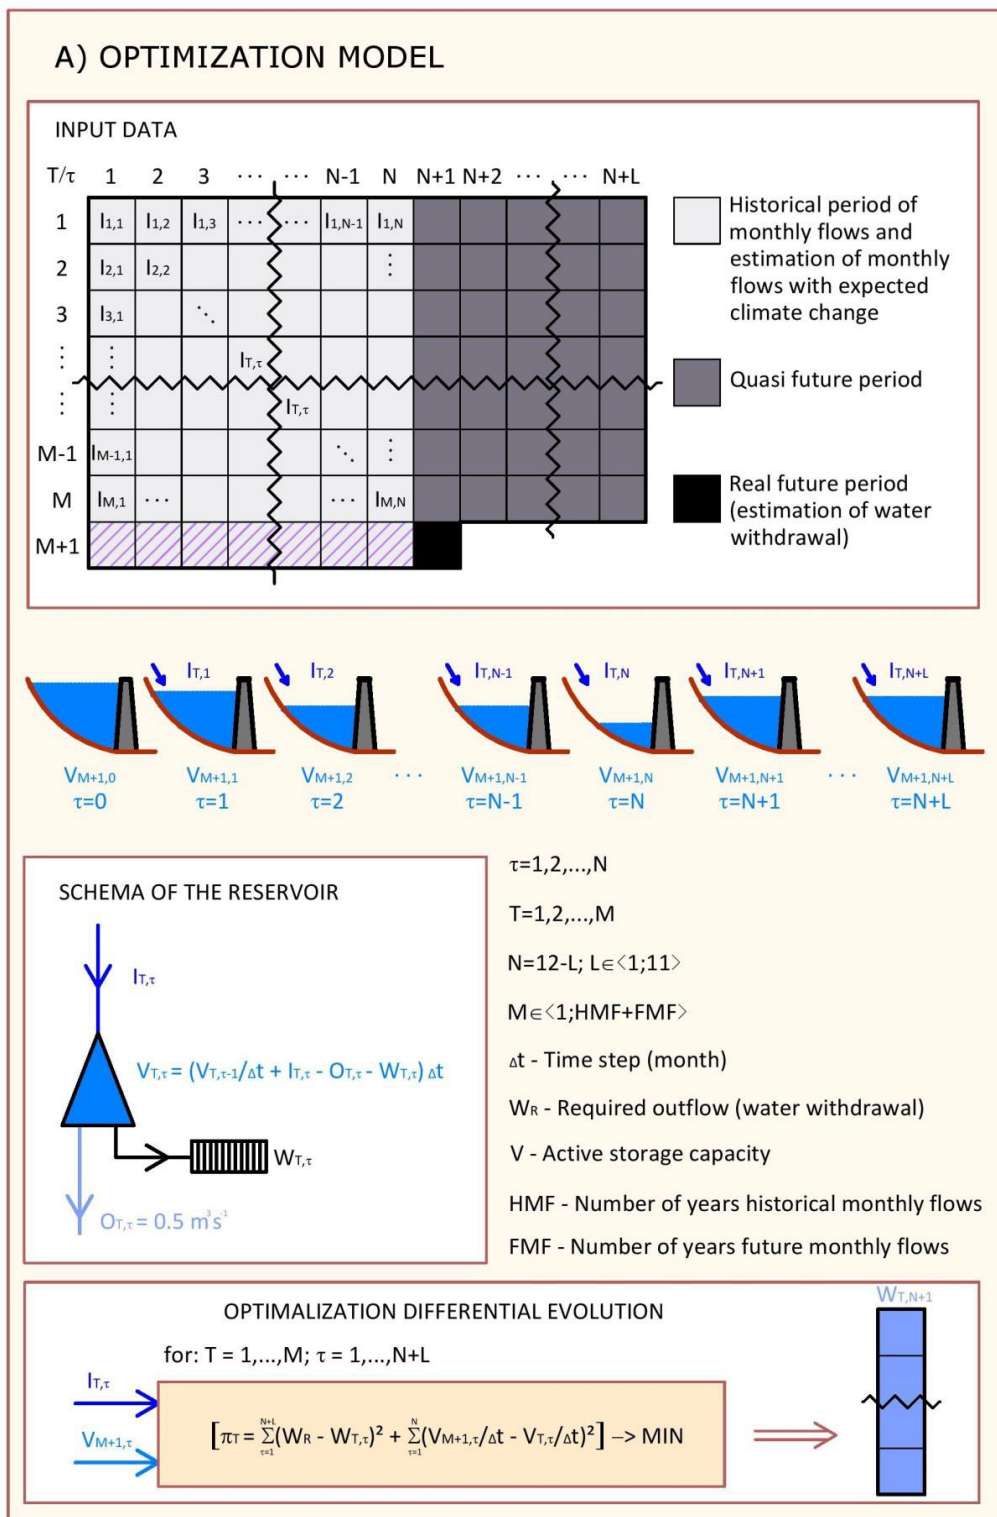 A) OPTIMIZATION MODEL
INPUT DATA
T/τ 1 2 3 ··· ··· N-1 N N+1 N+2 ··· ··· N+L
1 I1,1 I1,2 I1,3 ··· ··· I1,N-1 I1,N
2 I2,1 I2,2 ⋮
3 I3,1 ⋱
⋮ ⋮ IT,τ
⋮ ⋮ IT,τ
M-1 IM-1,1 ⋱ ⋮
M IM,1 ··· ··· IM,N
M+1
Historical period of
monthly flows and
estimation of monthly
flows with expected
climate change
Quasi future period
Real future period
(estimation of water
withdrawal)
IT,1 IT,2 IT,N-1 IT,N IT,N+1 IT,N+L
VM+1,0 VM+1,1 VM+1,2 ··· VM+1,N-1 VM+1,N VM+1,N+1 ··· VM+1,N+L
τ=0 τ=1 τ=2 τ=N-1 τ=N τ=N+1 τ=N+L
SCHEMA OF THE RESERVOIR
IT,τ
VT,τ = (VT,τ-1/Δt + IT,τ - OT,τ - WT,τ) Δt
WT,τ
OT,τ = 0.5 m³s⁻¹
τ=1,2,...,N
T=1,2,...,M
N=12-L; L∈<1;11>
M∈<1;HMF+FMF>
Δt - Time step (month)
WR - Required outflow (water withdrawal)
V - Active storage capacity
HMF - Number of years historical monthly flows
FMF - Number of years future monthly flows
OPTIMALIZATION DIFFERENTIAL EVOLUTION
for: T = 1,...,M; τ = 1,...,N+L
IT,τ
VM+1,τ
[πT = N+L∑τ=1(WR - WT,τ)² + N∑τ=1(VM+1,τ/Δt - VT,τ/Δt)²] –> MIN
WT,N+1